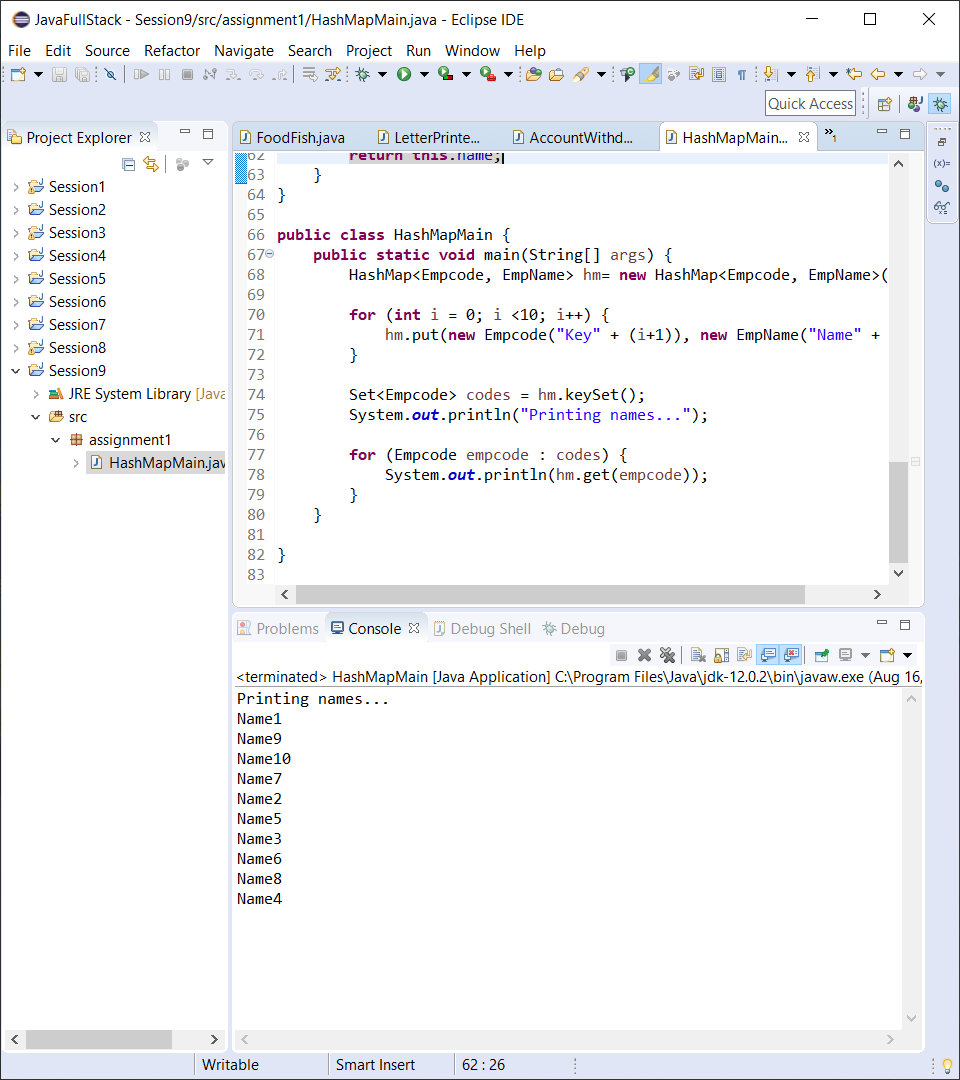 JavaFullStack - Session9/src/assignment1/HashMapMain.java - Eclipse IDE
File Edit Source Refactor Navigate Search Project Run Window Help
Quick Access
Project Explorer
Session1
Session2
Session3
Session4
Session5
Session6
Session7
Session8
Session9
JRE System Library [Java
src
assignment1
HashMapMain.jav
FoodFish.java LetterPrinte... AccountWithd... HashMapMain... »1
62 return this.name;
63 }
64 }
65
66 public class HashMapMain {
67 public static void main(String[] args) {
68 HashMap<Empcode, EmpName> hm= new HashMap<Empcode, EmpName>(
69
70 for (int i = 0; i <10; i++) {
71 hm.put(new Empcode("Key" + (i+1)), new EmpName("Name" +
72 }
73
74 Set<Empcode> codes = hm.keySet();
75 System.out.println("Printing names...");
76
77 for (Empcode empcode : codes) {
78 System.out.println(hm.get(empcode));
79 }
80 }
81
82 }
83
(x)=
Problems Console Debug Shell Debug
<terminated> HashMapMain [Java Application] C:\Program Files\Java\jdk-12.0.2\bin\javaw.exe (Aug 16,
Printing names...
Name1
Name9
Name10
Name7
Name2
Name5
Name3
Name6
Name8
Name4
Writable Smart Insert 62 : 26